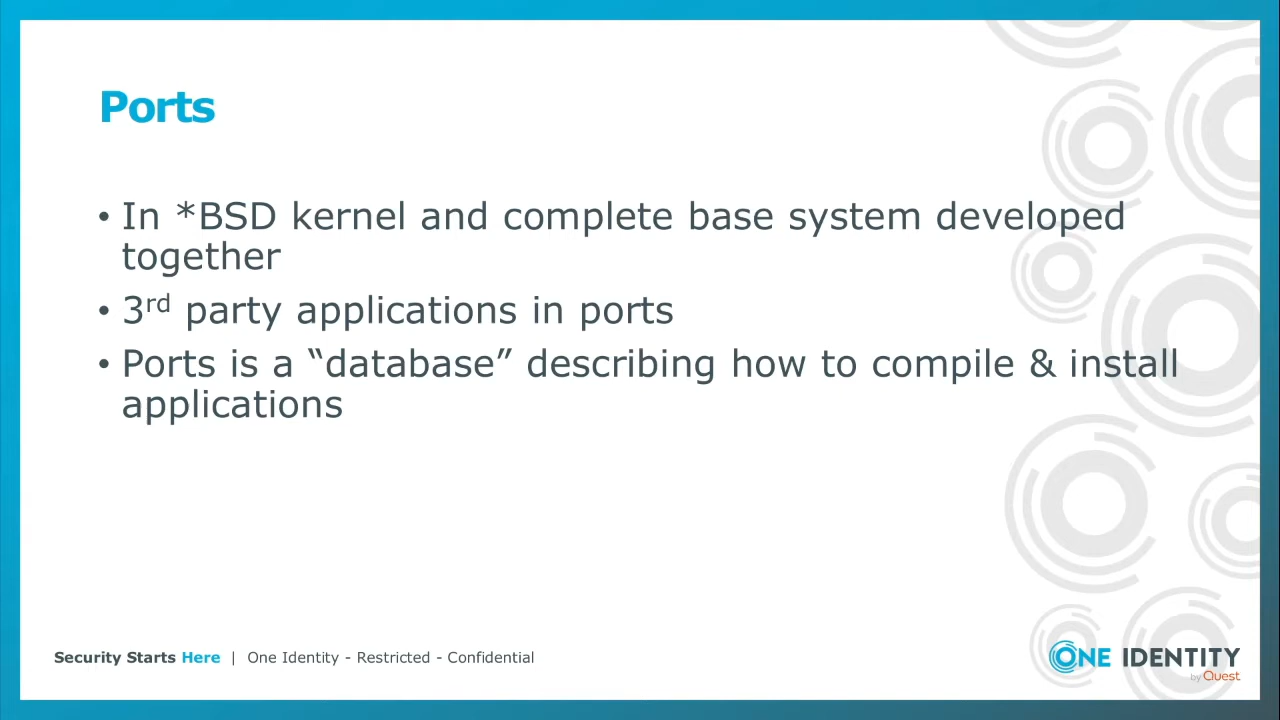 Ports
• In *BSD kernel and complete base system developed
together
• 3rd party applications in ports
• Ports is a “database” describing how to compile & install
applications
Security Starts Here | One Identity - Restricted - Confidential
ONE IDENTITY
by Quest